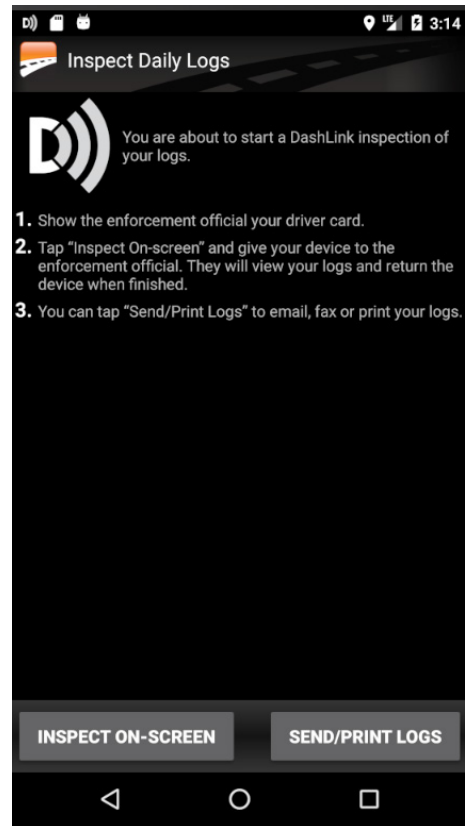 D)) LTE 3:14
Inspect Daily Logs
D
You are about to start a DashLink inspection of
your logs.
1. Show the enforcement official your driver card.
2. Tap “Inspect On-screen” and give your device to the
enforcement official. They will view your logs and return the
device when finished.
3. You can tap “Send/Print Logs” to email, fax or print your logs.
INSPECT ON-SCREEN SEND/PRINT LOGS